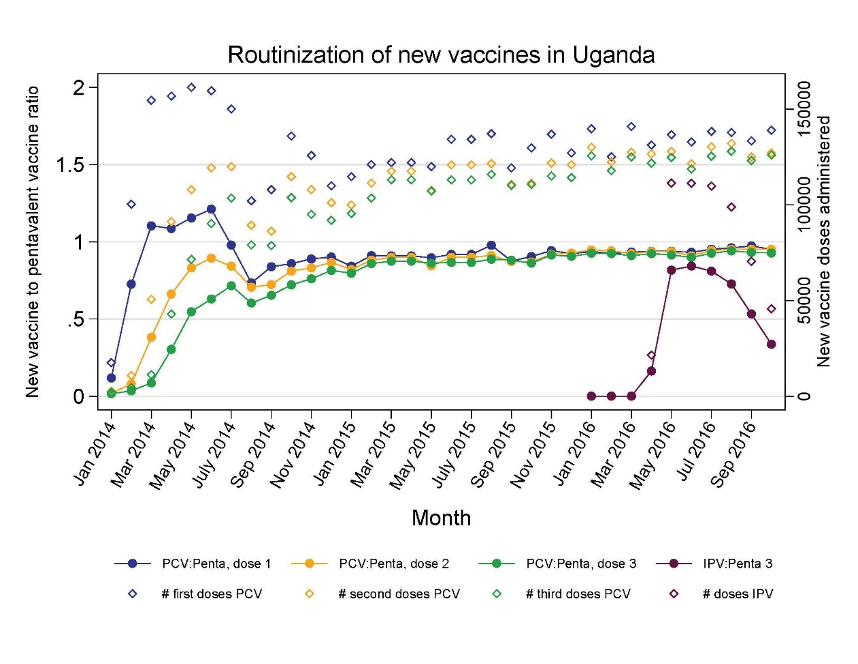 Routinization of new vaccines in Uganda
New vaccine to pentavalent vaccine ratio
2
1.5
1
.5
0
New vaccine doses administered
150000
100000
50000
0
Jan 2014
Mar 2014
May 2014
July 2014
Sep 2014
Nov 2014
Jan 2015
Mar 2015
May 2015
July 2015
Sep 2015
Nov 2015
Jan 2016
Mar 2016
May 2016
Jul 2016
Sep 2016
Month
PCV:Penta, dose 1 PCV:Penta, dose 2 PCV:Penta, dose 3 IPV:Penta 3
# first doses PCV # second doses PCV # third doses PCV # doses IPV